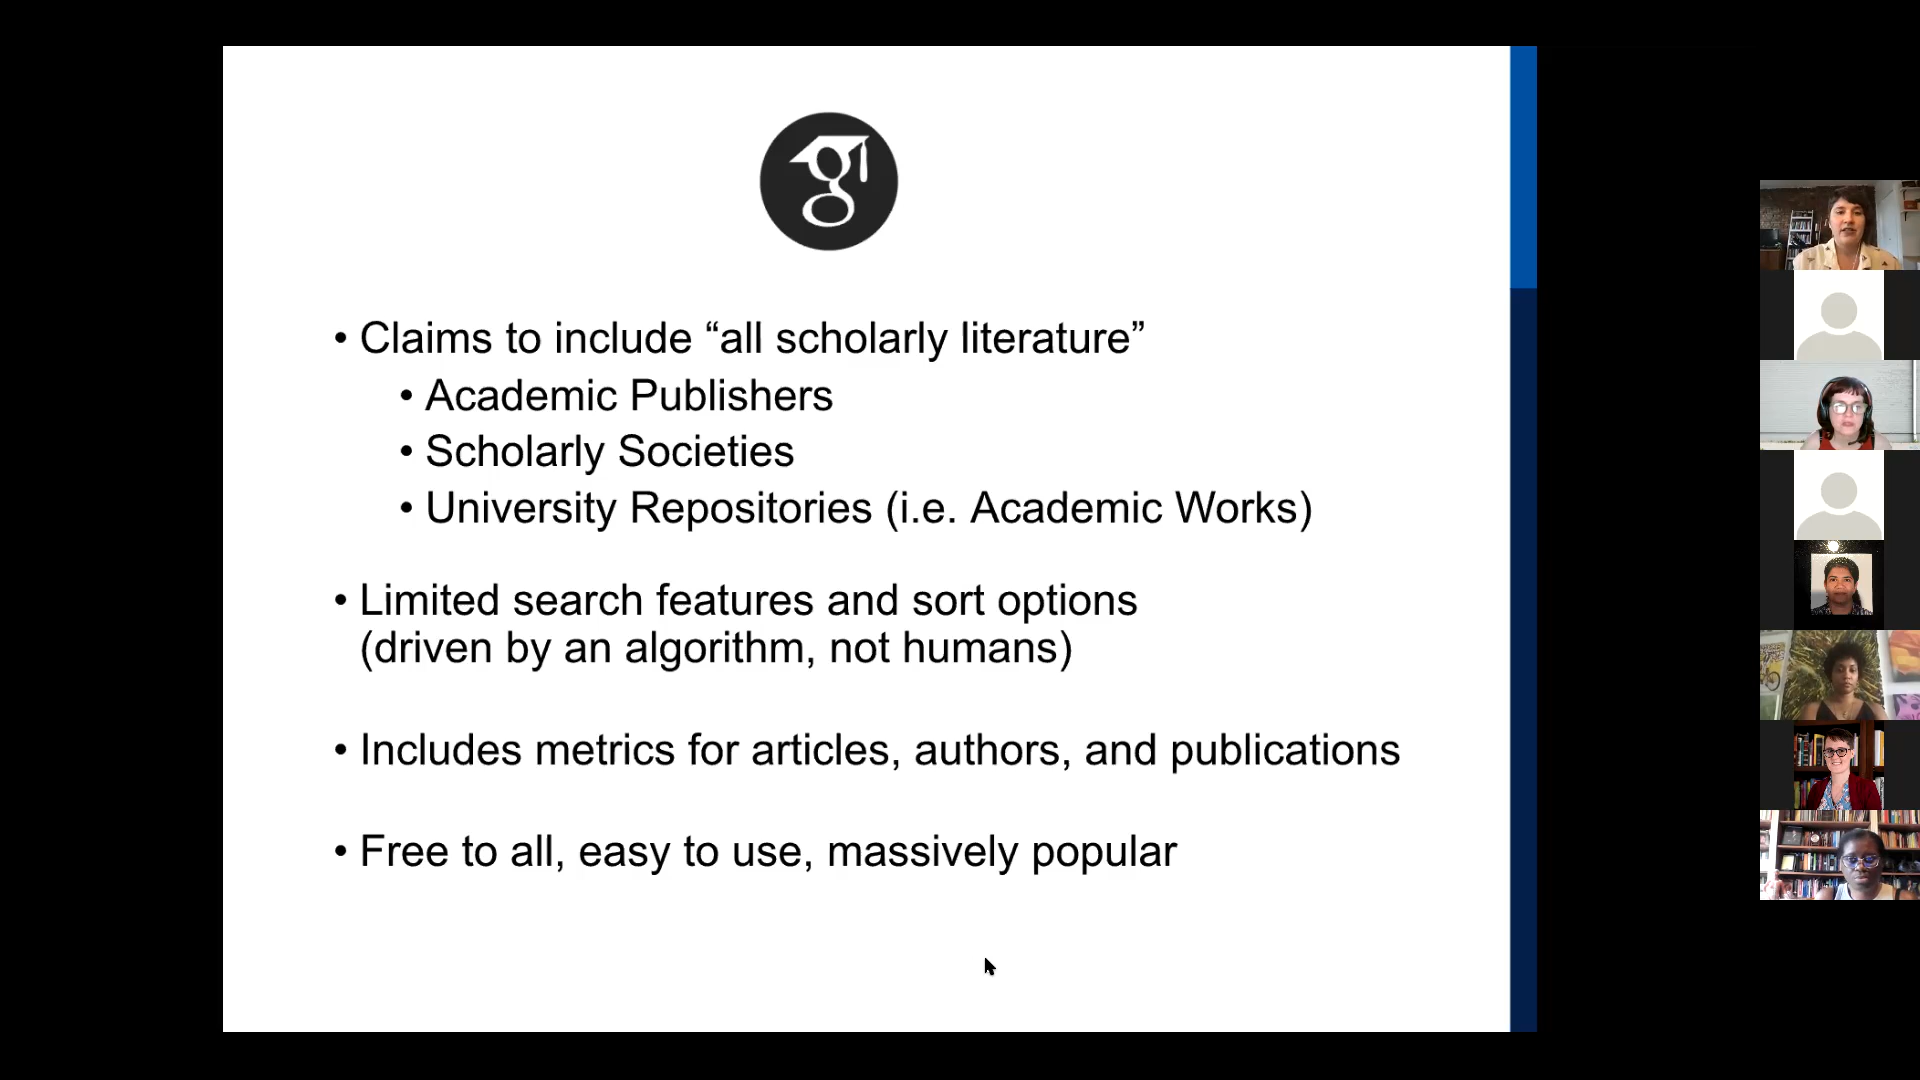 g
• Claims to include “all scholarly literature”
• Academic Publishers
• Scholarly Societies
• University Repositories (i.e. Academic Works)
• Limited search features and sort options
(driven by an algorithm, not humans)
• Includes metrics for articles, authors, and publications
• Free to all, easy to use, massively popular